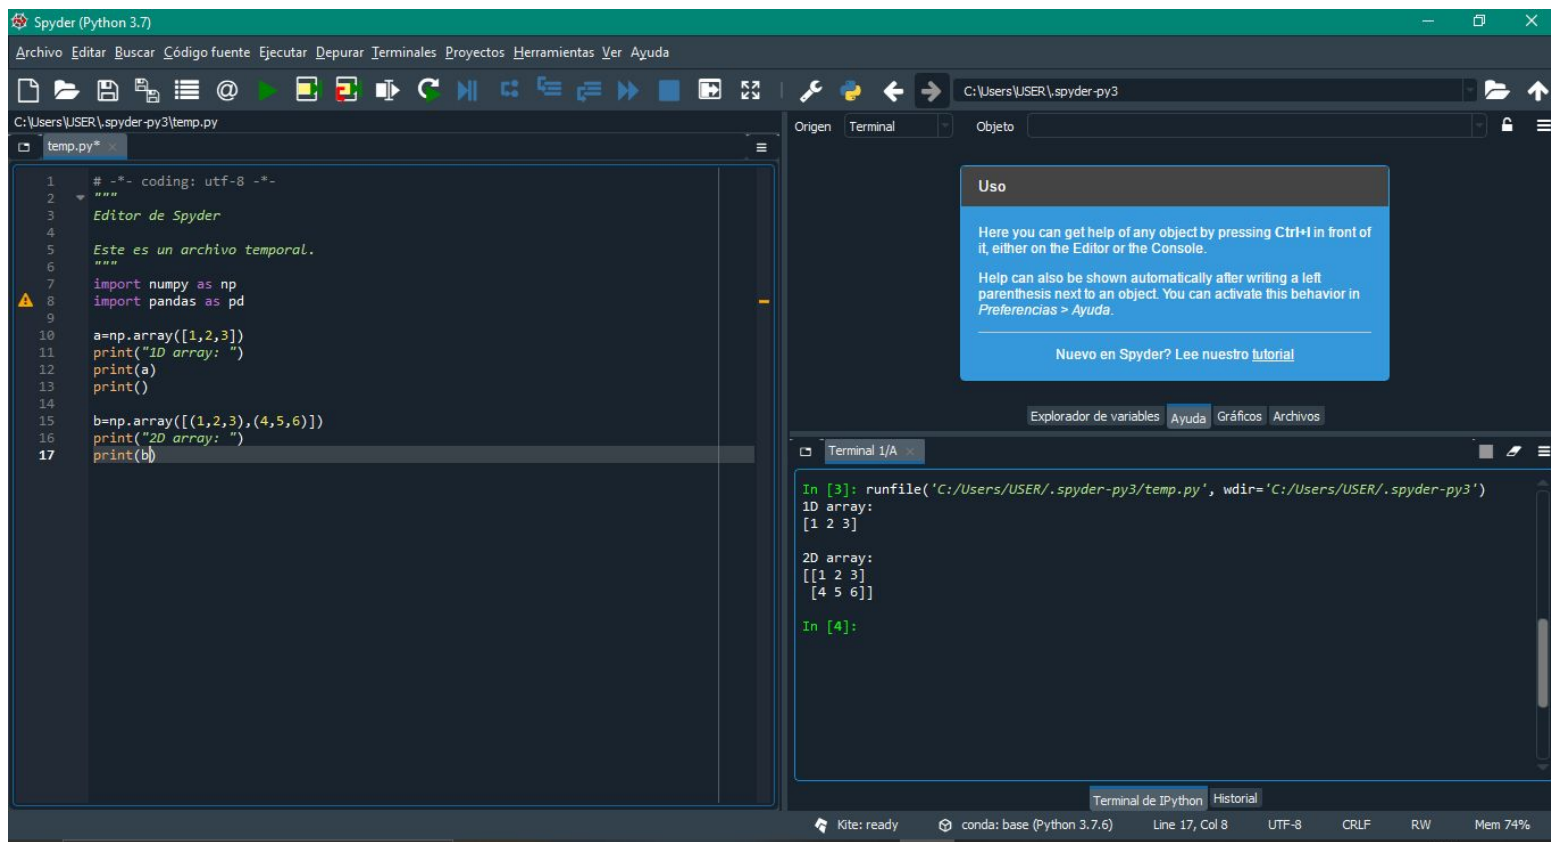 Spyder (Python 3.7)
Archivo Editar Buscar Código fuente Ejecutar Depurar Terminales Proyectos Herramientas Ver Ayuda
C:\Users\USER\.spyder-py3
C:\Users\USER\.spyder-py3\temp.py
temp.py*
1 # -*- coding: utf-8 -*-
2 """
3 Editor de Spyder
4
5 Este es un archivo temporal.
6 """
7 import numpy as np
8 import pandas as pd
9
10 a=np.array([1,2,3])
11 print("1D array: ")
12 print(a)
13 print()
14
15 b=np.array([(1,2,3),(4,5,6)])
16 print("2D array: ")
17 print(b)
Origen Terminal Objeto
Uso
Here you can get help of any object by pressing Ctrl+I in front of
it, either on the Editor or the Console.
Help can also be shown automatically after writing a left
parenthesis next to an object. You can activate this behavior in
Preferencias > Ayuda.
Nuevo en Spyder? Lee nuestro tutorial
Explorador de variables Ayuda Gráficos Archivos
Terminal 1/A
In [3]: runfile('C:/Users/USER/.spyder-py3/temp.py', wdir='C:/Users/USER/.spyder-py3')
1D array:
[1 2 3]
2D array:
[[1 2 3]
[4 5 6]]
In [4]:
Terminal de IPython Historial
Kite: ready conda: base (Python 3.7.6) Line 17, Col 8 UTF-8 CRLF RW Mem 74%